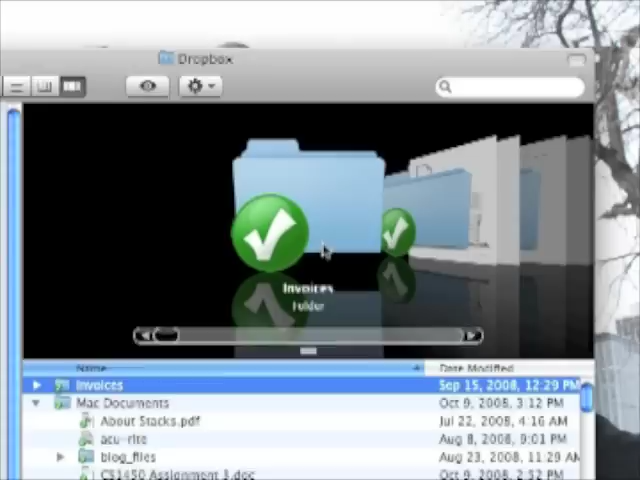 Dropbox
Invoices
Folder
Name Date Modified
Invoices Sep 15, 2008, 12:29 PM
Mac Documents Oct 9, 2008, 3:12 PM
About Stacks.pdf Jul 22, 2008, 4:16 AM
acu-rite Aug 8, 2008, 9:01 PM
blog_files Aug 23, 2008, 11:29 AM
CS1450 Assignment 3.doc Oct 9, 2008, 2:52 PM